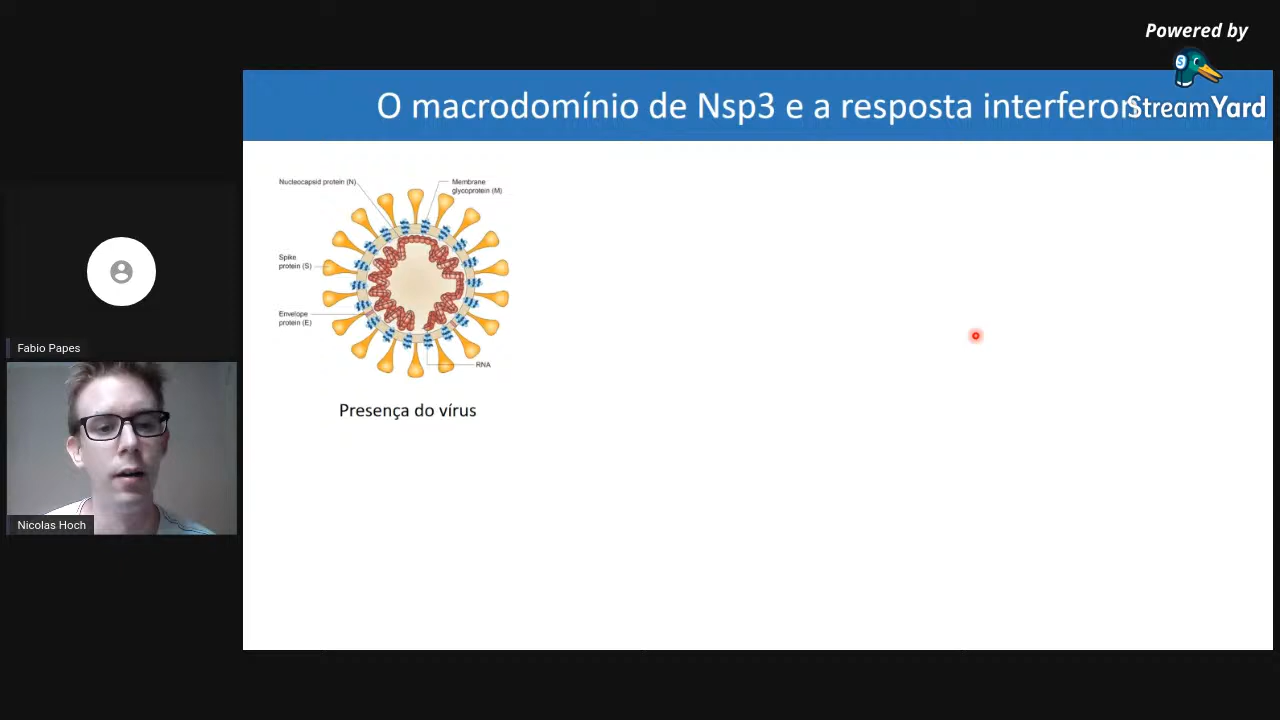 Powered by
StreamYard
O macrodomínio de Nsp3 e a resposta interferon
Nucleocapsid protein (N)
Membrane
glycoprotein (M)
Spike
protein (S)
Envelope
protein (E)
RNA
Presença do vírus
Fabio Papes
Nicolas Hoch